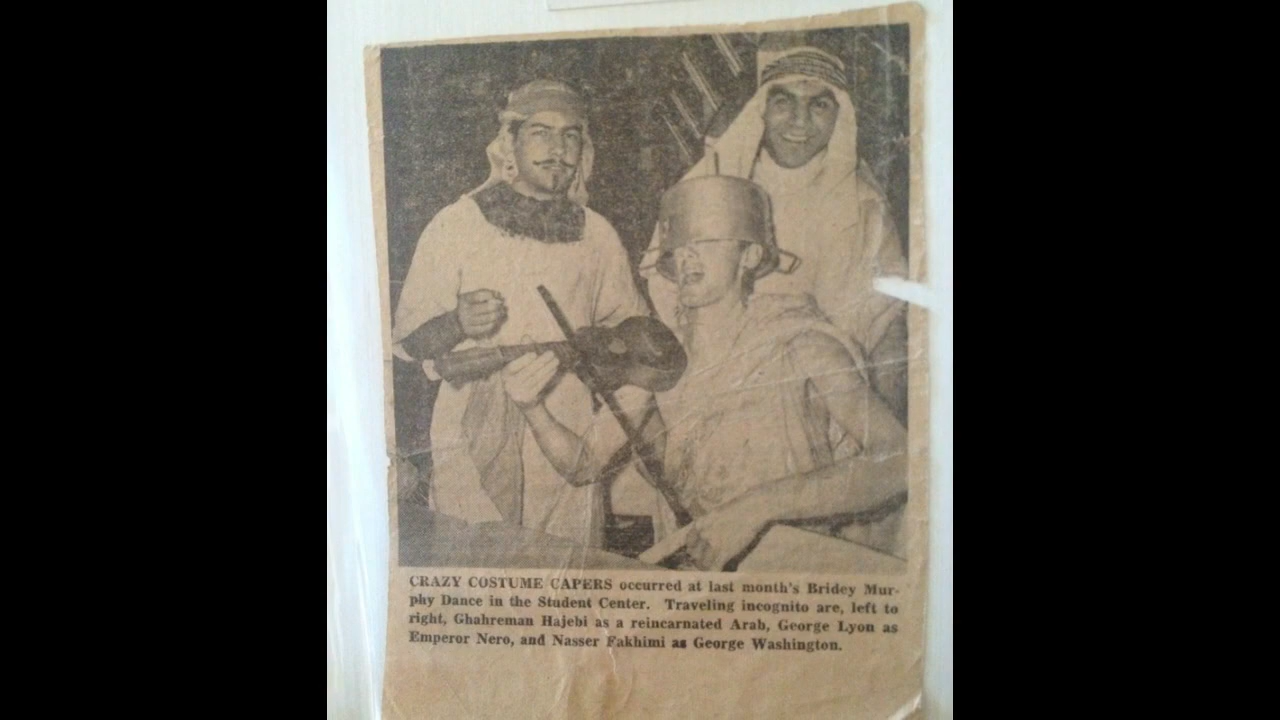 CRAZY COSTUME CAPERS occurred at last month's Bridey Mur-
phy Dance in the Student Center. Traveling incognito are, left to
right, Ghahreman Hajebi as a reincarnated Arab, George Lyon as
Emperor Nero, and Nasser Fakhimi as George Washington.